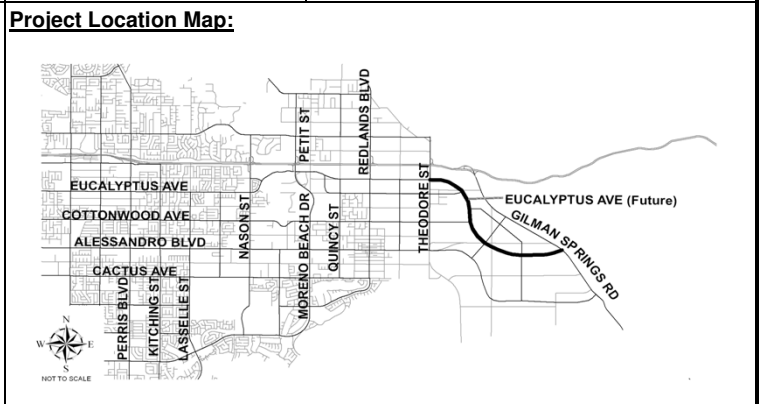 Project Location Map:
PETIT ST
REDLANDS BLVD
THEODORE ST
EUCALYPTUS AVE
EUCALYPTUS AVE (Future)
COTTONWOOD AVE
NASON ST
MORENO BEACH DR
QUINCY ST
GILMAN SPRINGS RD
ALESSANDRO BLVD
CACTUS AVE
PERRIS BLVD
KITCHING ST
LASSELLE ST
N
W
E
S
NOT TO SCALE